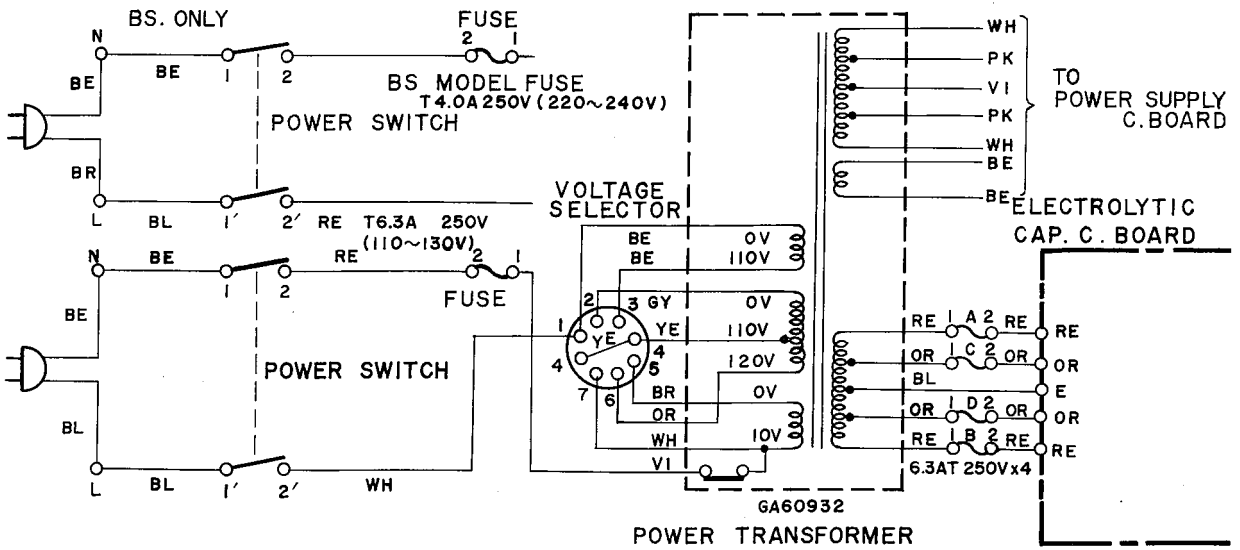 BS. ONLY
FUSE
N
2 1
BE
1 2
BE
BS MODEL FUSE
T4.0A 250V (220~240V)
POWER SWITCH
BR
L
BL
1' 2'
RE
T6.3A 250V
(110~130V)
WH
PK
VI
PK
WH
BE
BE
TO
POWER SUPPLY
C.BOARD
VOLTAGE
SELECTOR
BE 0V
BE 110V
2 3 GY 0V
1
YE
4
YE 110V
4
5
120V
7 6
BR 0V
OR
WH 10V
VI
N
BE
1 2
RE
2 1
FUSE
BE
POWER SWITCH
BL
L
BL
1' 2'
WH
ELECTROLYTIC
CAP. C. BOARD
RE 1 A 2 RE RE
OR 1 C 2 OR OR
BL E
OR 1 D 2 OR OR
RE 1 B 2 RE RE
6.3AT 250V x4
GA60932
POWER TRANSFORMER